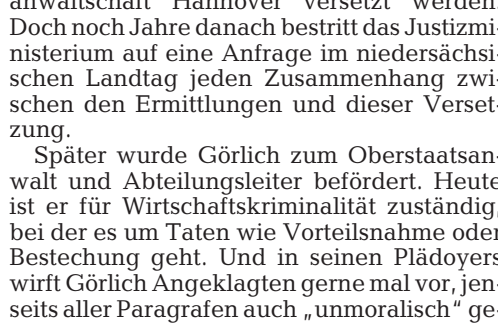 anwaltschaft Hannover versetzt werden.
Doch noch Jahre danach bestritt das Justizmi-
nisterium auf eine Anfrage im niedersächsi-
schen Landtag jeden Zusammenhang zwi-
schen den Ermittlungen und dieser Verset-
zung.
Später wurde Görlich zum Oberstaatsan-
walt und Abteilungsleiter befördert. Heute
ist er für Wirtschaftskriminalität zuständig,
bei der es um Taten wie Vorteilsnahme oder
Bestechung geht. Und in seinen Plädoyers
wirft Görlich Angeklagten gerne mal vor, jen-
seits aller Paragrafen auch „unmoralisch“ ge-